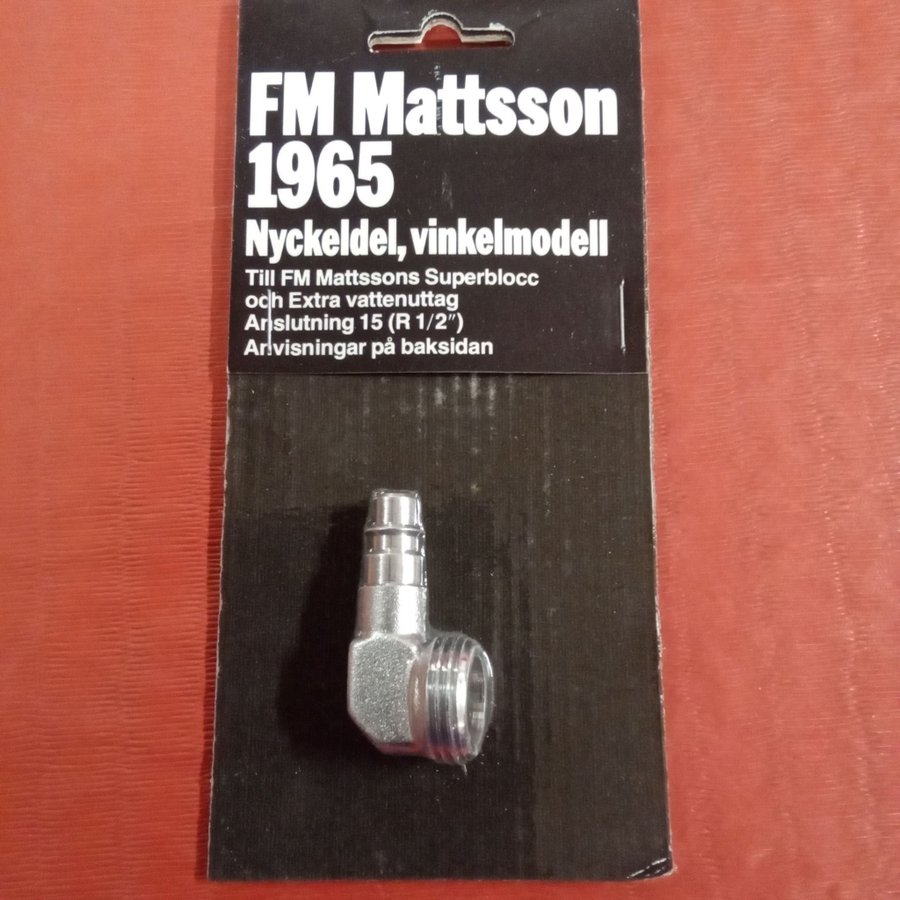 FM Mattsson
1965
Nyckeldel, vinkelmodell
Till FM Mattssons Superblocc
och Extra vattenuttag
Anslutning 15 (R 1/2")
Anvisningar på baksidan